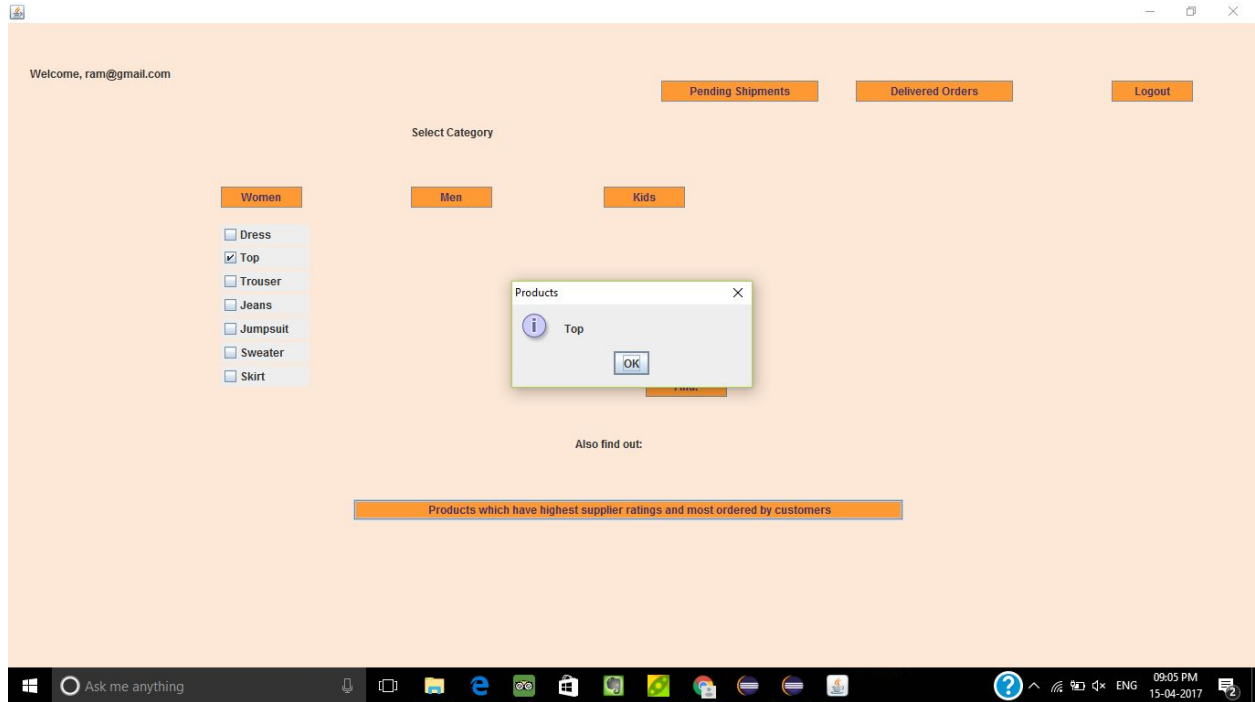 Welcome, ram@gmail.com
Pending Shipments
Delivered Orders
Logout
Select Category
Women
Men
Kids
Dress
Top
Trouser
Jeans
Jumpsuit
Sweater
Skirt
Products
Top
OK
Also find out:
Products which have highest supplier ratings and most ordered by customers
Ask me anything
ENG
09:05 PM
15-04-2017
2